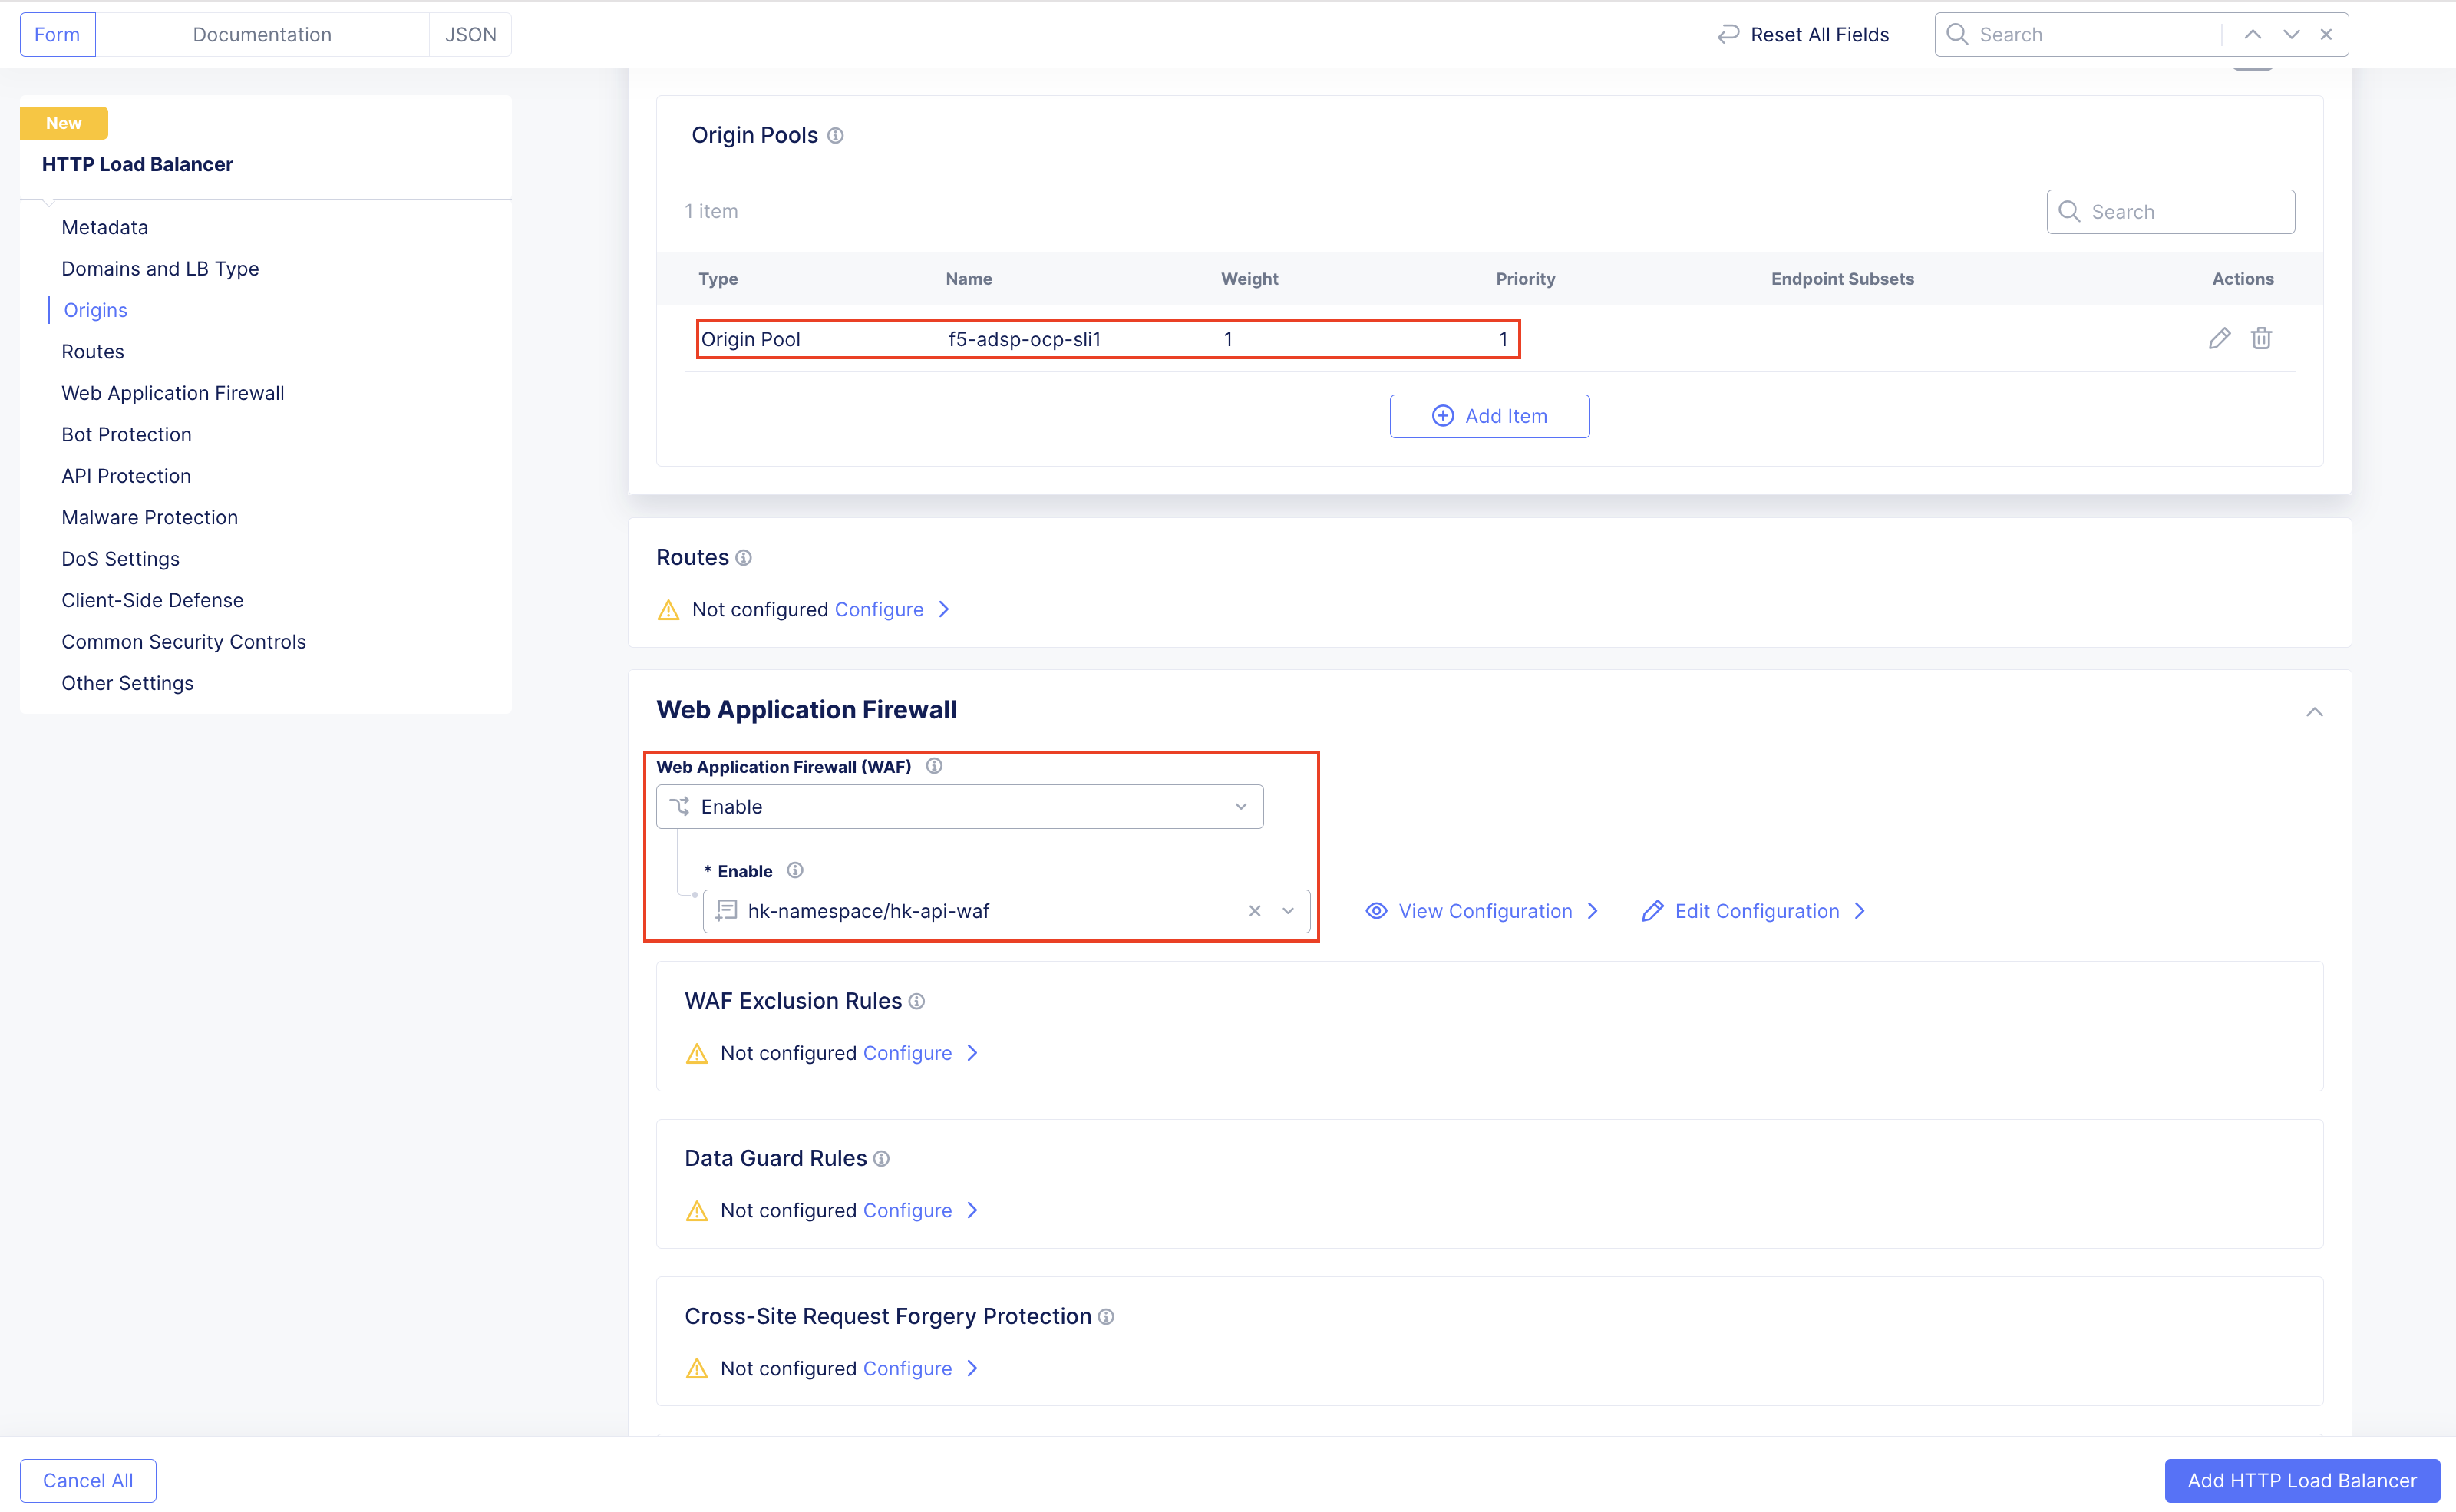 Form Documentation JSON Reset All Fields Search
New
HTTP Load Balancer
Metadata
Domains and LB Type
Origins
Routes
Web Application Firewall
Bot Protection
API Protection
Malware Protection
DoS Settings
Client-Side Defense
Common Security Controls
Other Settings
Origin Pools
1 item Search
Type Name Weight Priority Endpoint Subsets Actions
Origin Pool f5-adsp-ocp-sli1 1 1
Add Item
Routes
Not configured Configure
Web Application Firewall
Web Application Firewall (WAF)
Enable
* Enable
hk-namespace/hk-api-waf View Configuration Edit Configuration
WAF Exclusion Rules
Not configured Configure
Data Guard Rules
Not configured Configure
Cross-Site Request Forgery Protection
Not configured Configure
Cancel All Add HTTP Load Balancer